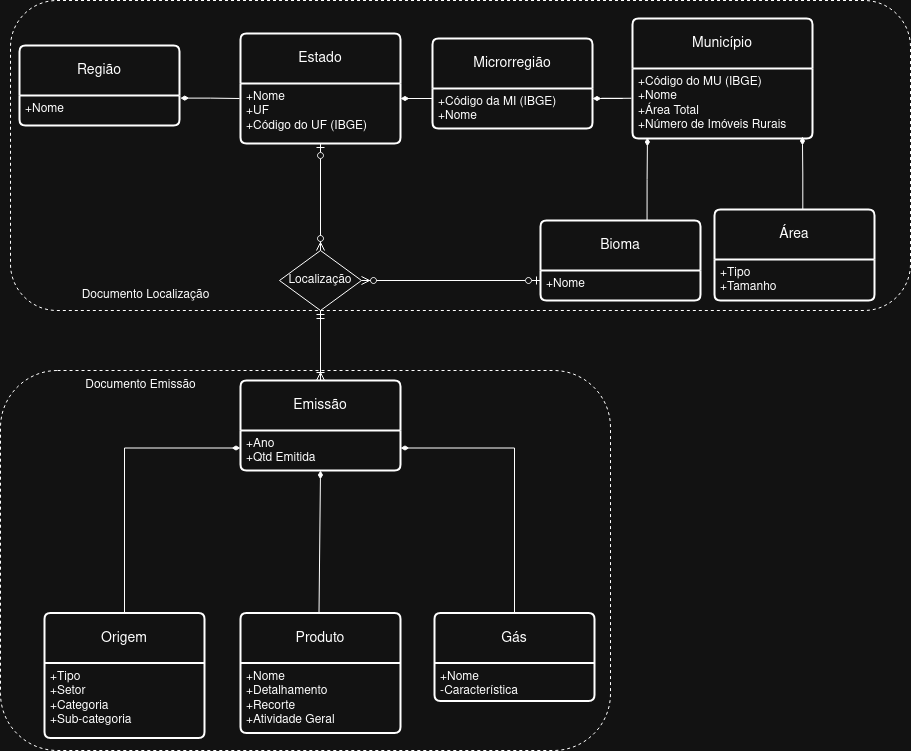 Região
+Nome
Estado
+Nome
+UF
+Código do UF (IBGE)
Microrregião
+Código da MI (IBGE)
+Nome
Município
+Código do MU (IBGE)
+Nome
+Área Total
+Número de Imóveis Rurais
Bioma
+Nome
Área
+Tipo
+Tamanho
Localização
Documento Localização
Documento Emissão
Emissão
+Ano
+Qtd Emitida
Origem
+Tipo
+Setor
+Categoria
+Sub-categoria
Produto
+Nome
+Detalhamento
+Recorte
+Atividade Geral
Gás
+Nome
-Característica